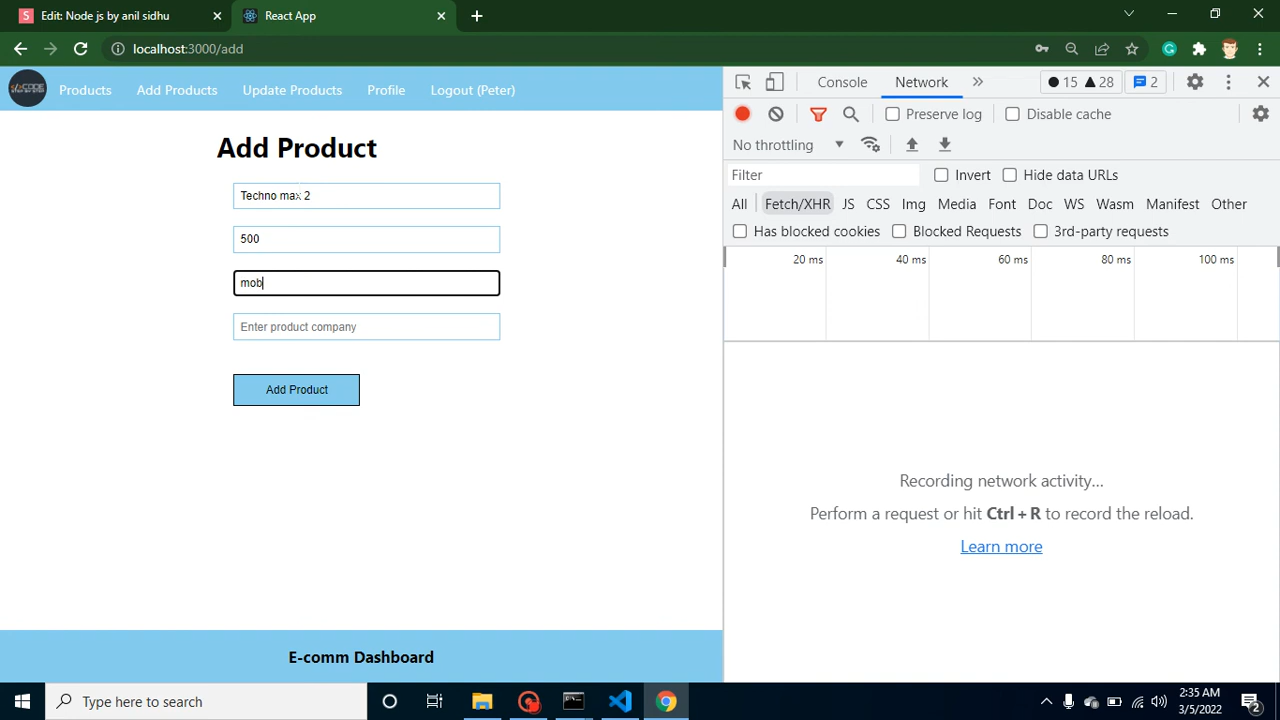 Edit: Node js by anil sidhu
React App
localhost:3000/add
Products
Add Products
Update Products
Profile
Logout (Peter)
Add Product
Techno max 2
500
mob
Enter product company
Add Product
E-comm Dashboard
Console
Network
15
28
2
Preserve log
Disable cache
No throttling
Filter
Invert
Hide data URLs
All
Fetch/XHR
JS
CSS
Img
Media
Font
Doc
WS
Wasm
Manifest
Other
Has blocked cookies
Blocked Requests
3rd-party requests
20 ms
40 ms
60 ms
80 ms
100 ms
Recording network activity…
Perform a request or hit Ctrl + R to record the reload.
Learn more
Type here to search
2:35 AM
3/5/2022
2